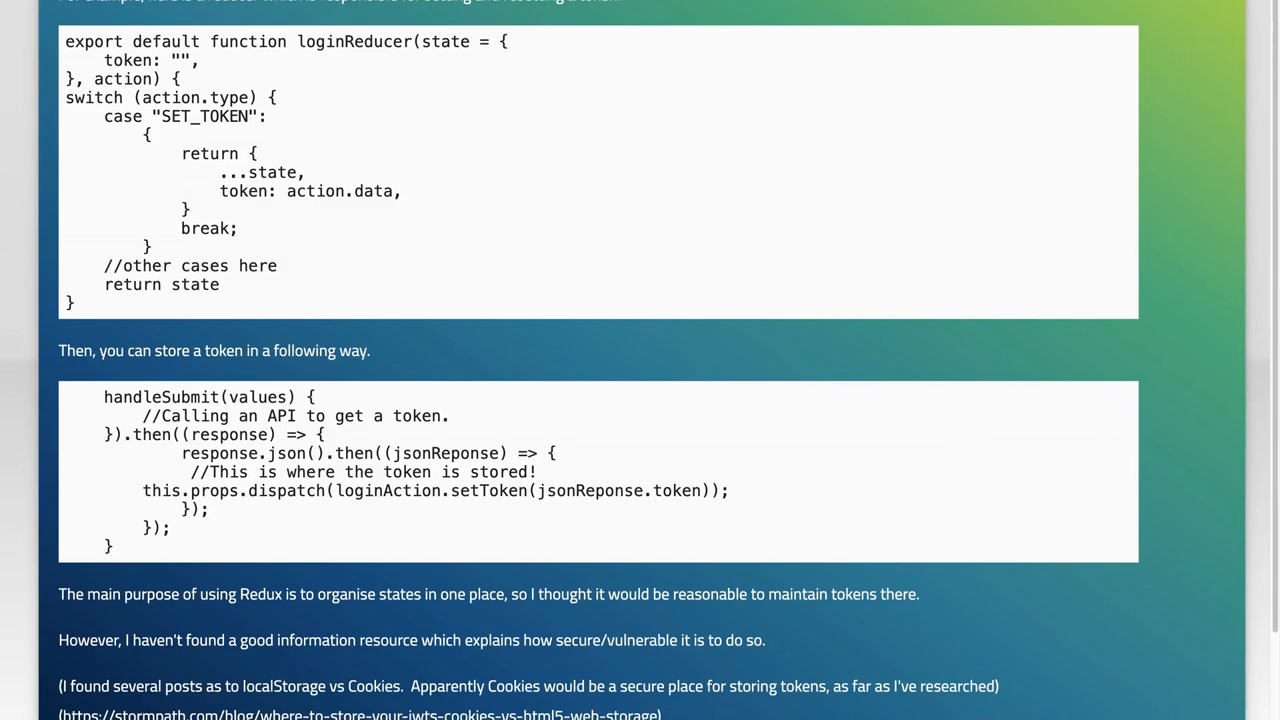 export default function loginReducer(state = {
    token: "",
}, action) {
switch (action.type) {
    case "SET_TOKEN":
        {
            return {
                ...state,
                token: action.data,
            }
            break;
        }
    //other cases here
    return state
}
Then, you can store a token in a following way.
    handleSubmit(values) {
        //Calling an API to get a token.
    }).then((response) => {
            response.json().then((jsonReponse) => {
             //This is where the token is stored!
        this.props.dispatch(loginAction.setToken(jsonReponse.token));
            });
        });
    }
The main purpose of using Redux is to organise states in one place, so I thought it would be reasonable to maintain tokens there.
However, I haven't found a good information resource which explains how secure/vulnerable it is to do so.
(I found several posts as to localStorage vs Cookies.  Apparently Cookies would be a secure place for storing tokens, as far as I've researched)
(https://stormpath.com/blog/where-to-store-your-jwts-cookies-vs-html5-web-storage)